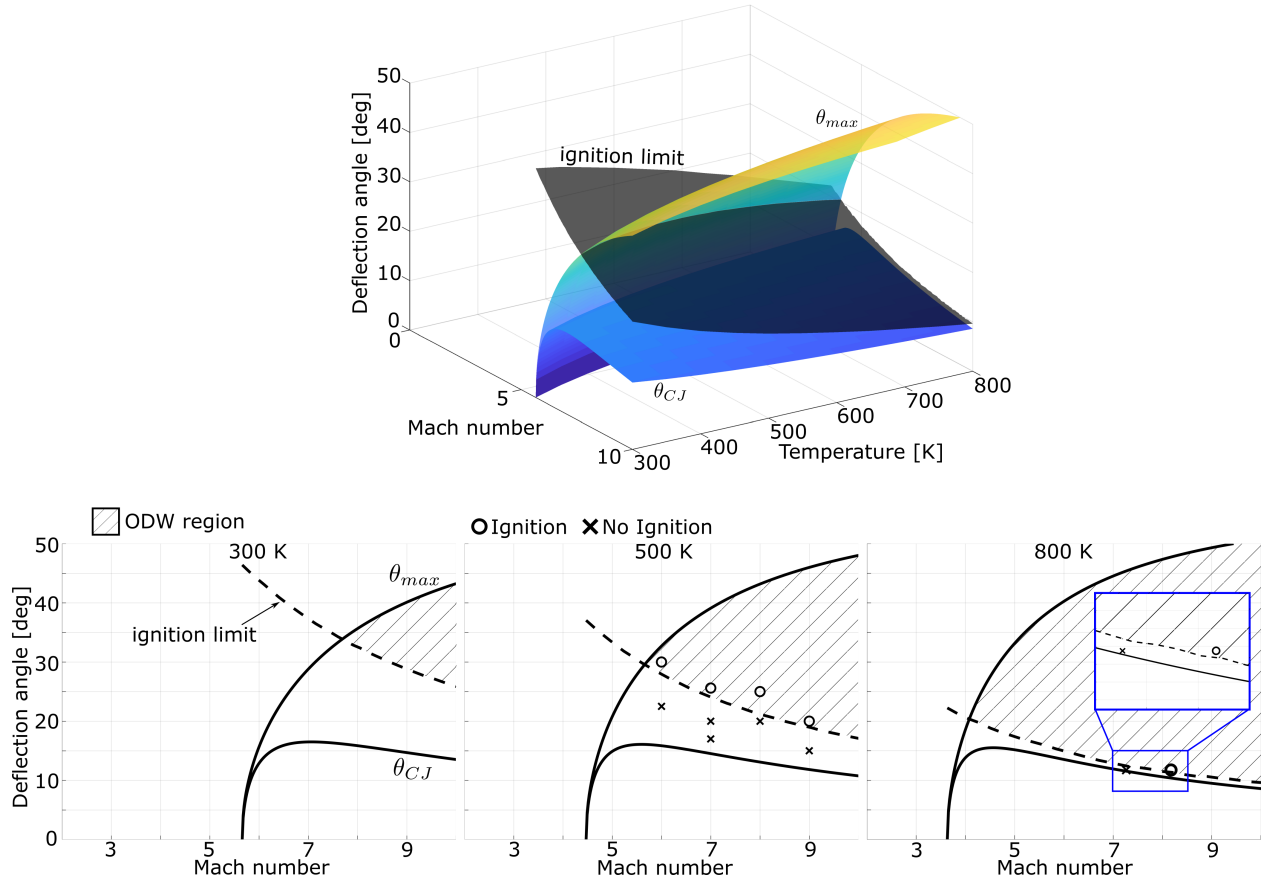 50
40
30
20
10
0
Deflection angle [deg]
0
5
10
Mach number
300
400
500
600
700
800
Temperature [K]
ignition limit
θmax
θCJ
ODW region
Ignition
No Ignition
50
40
30
20
10
0
Deflection angle [deg]
300 K
θmax
ignition limit
θCJ
3
5
7
9
Mach number
500 K
3
5
7
9
Mach number
800 K
3
5
7
9
Mach number